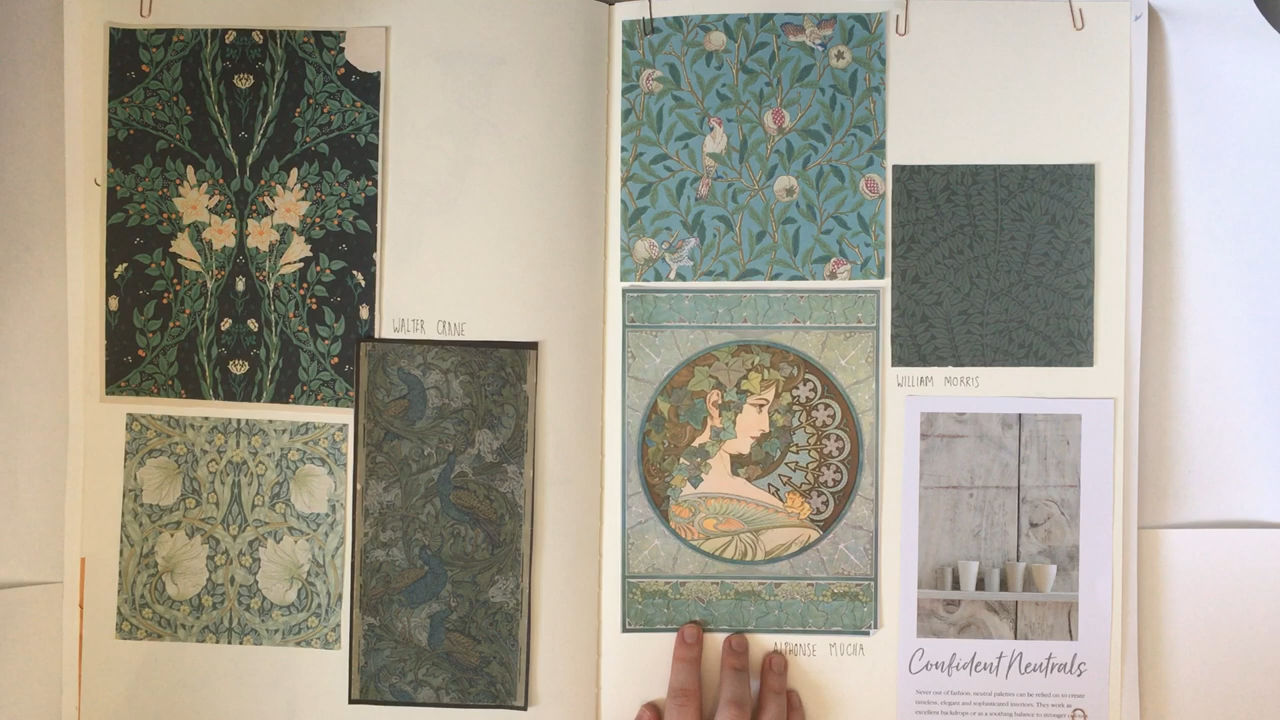 WALTER CRANE
WILLIAM MORRIS
ALPHONSE MUCHA
Confident Neutrals
Never out of fashion, neutral palettes can be relied on to create
timeless, elegant and sophisticated interiors. They work as
excellent backdrops or as a soothing balance to stronger